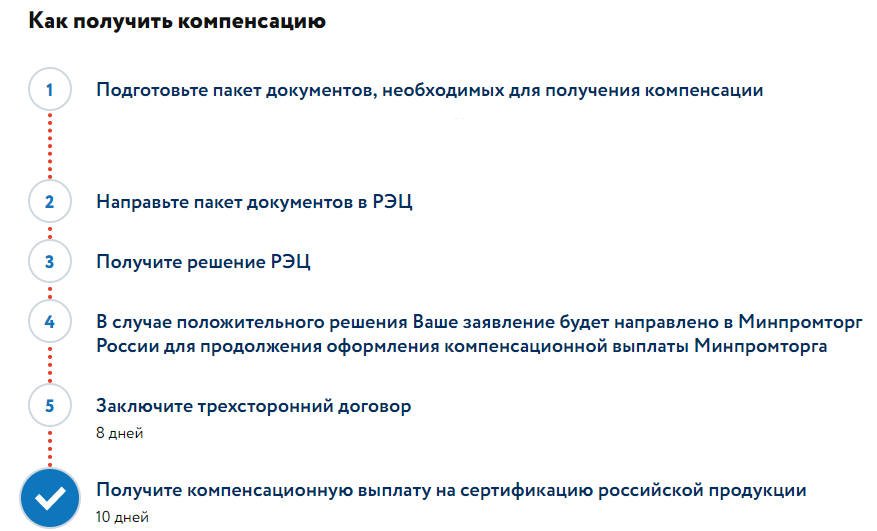 Как получить компенсацию
1
Подготовьте пакет документов, необходимых для получения компенсации
2
Направьте пакет документов в РЭЦ
3
Получите решение РЭЦ
4
В случае положительного решения Ваше заявление будет направлено в Минпромторг
России для продолжения оформления компенсационной выплаты Минпромторга
5
Заключите трехсторонний договор
8 дней
Получите компенсационную выплату на сертификацию российской продукции
10 дней